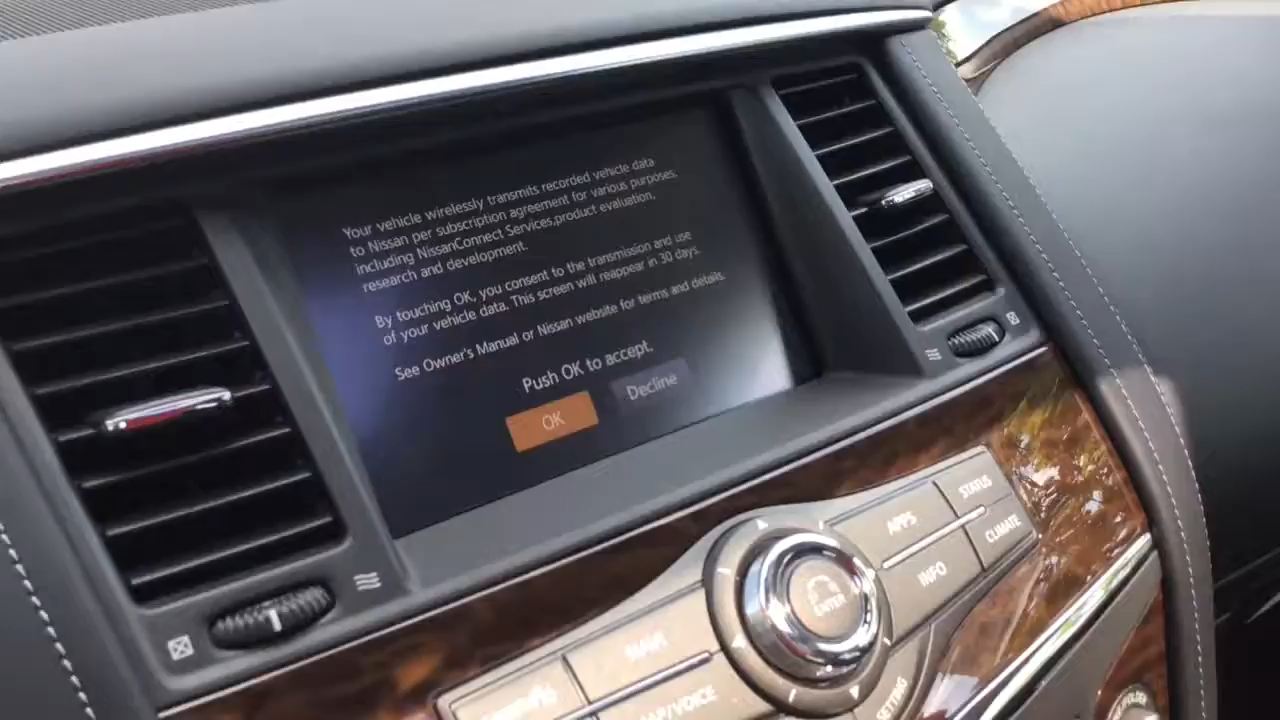 Your vehicle wirelessly transmits recorded vehicle data
to Nissan per subscription agreement for various purposes,
including NissanConnect Services,product evaluation,
research and development.
By touching OK, you consent to the transmission and use
of your vehicle data. This screen will reappear in 30 days.
See Owner's Manual or Nissan website for terms and details.
Push OK to accept.
OK
Decline
STATUS
APPS
CLIMATE
INFO
ENTER
NAVI
MAP/VOICE
SETTING